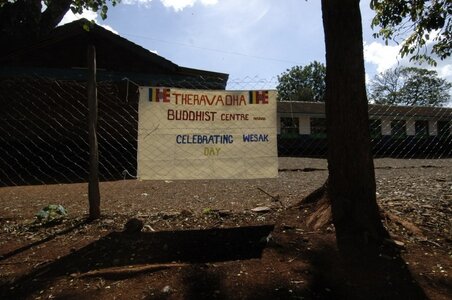 THERAVADHA
BUDDHIST CENTRE
CELEBRATING WESAK
DAY